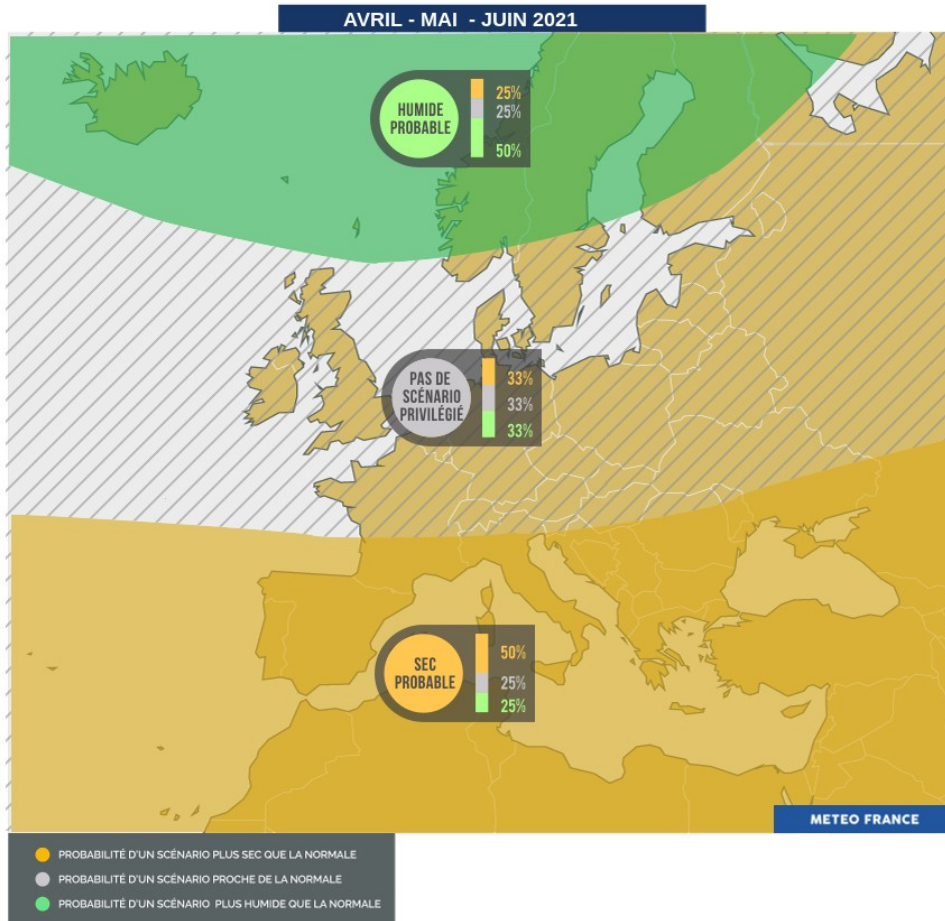 AVRIL - MAI - JUIN 2021
HUMIDE
PROBABLE
25%
25%
50%
PAS DE
SCÉNARIO
PRIVILÉGIÉ
33%
33%
33%
SEC
PROBABLE
50%
25%
25%
METEO FRANCE
PROBABILITÉ D'UN SCÉNARIO PLUS SEC QUE LA NORMALE
PROBABILITÉ D'UN SCÉNARIO PROCHE DE LA NORMALE
PROBABILITÉ D'UN SCÉNARIO PLUS HUMIDE QUE LA NORMALE